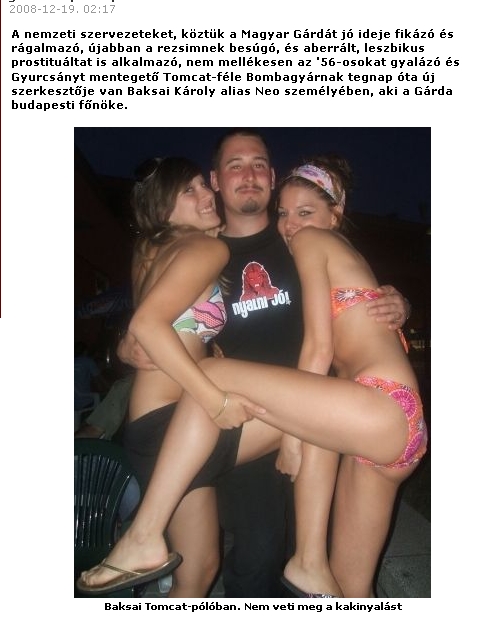 2008-12-19. 02:17
A nemzeti szervezeteket, köztük a Magyar Gárdát jó ideje fikázó és
rágalmazó, újabban a rezsimnek besúgó, és aberrált, leszbikus
prostituáltat is alkalmazó, nem mellékesen az '56-osokat gyalázó és
Gyurcsányt mentegető Tomcat-féle Bombagyárnak tegnap óta új
szerkesztője van Baksai Károly alias Neo személyében, aki a Gárda
budapesti főnöke.
nyalni jó!
Baksai Tomcat-pólóban. Nem veti meg a kakinyalást